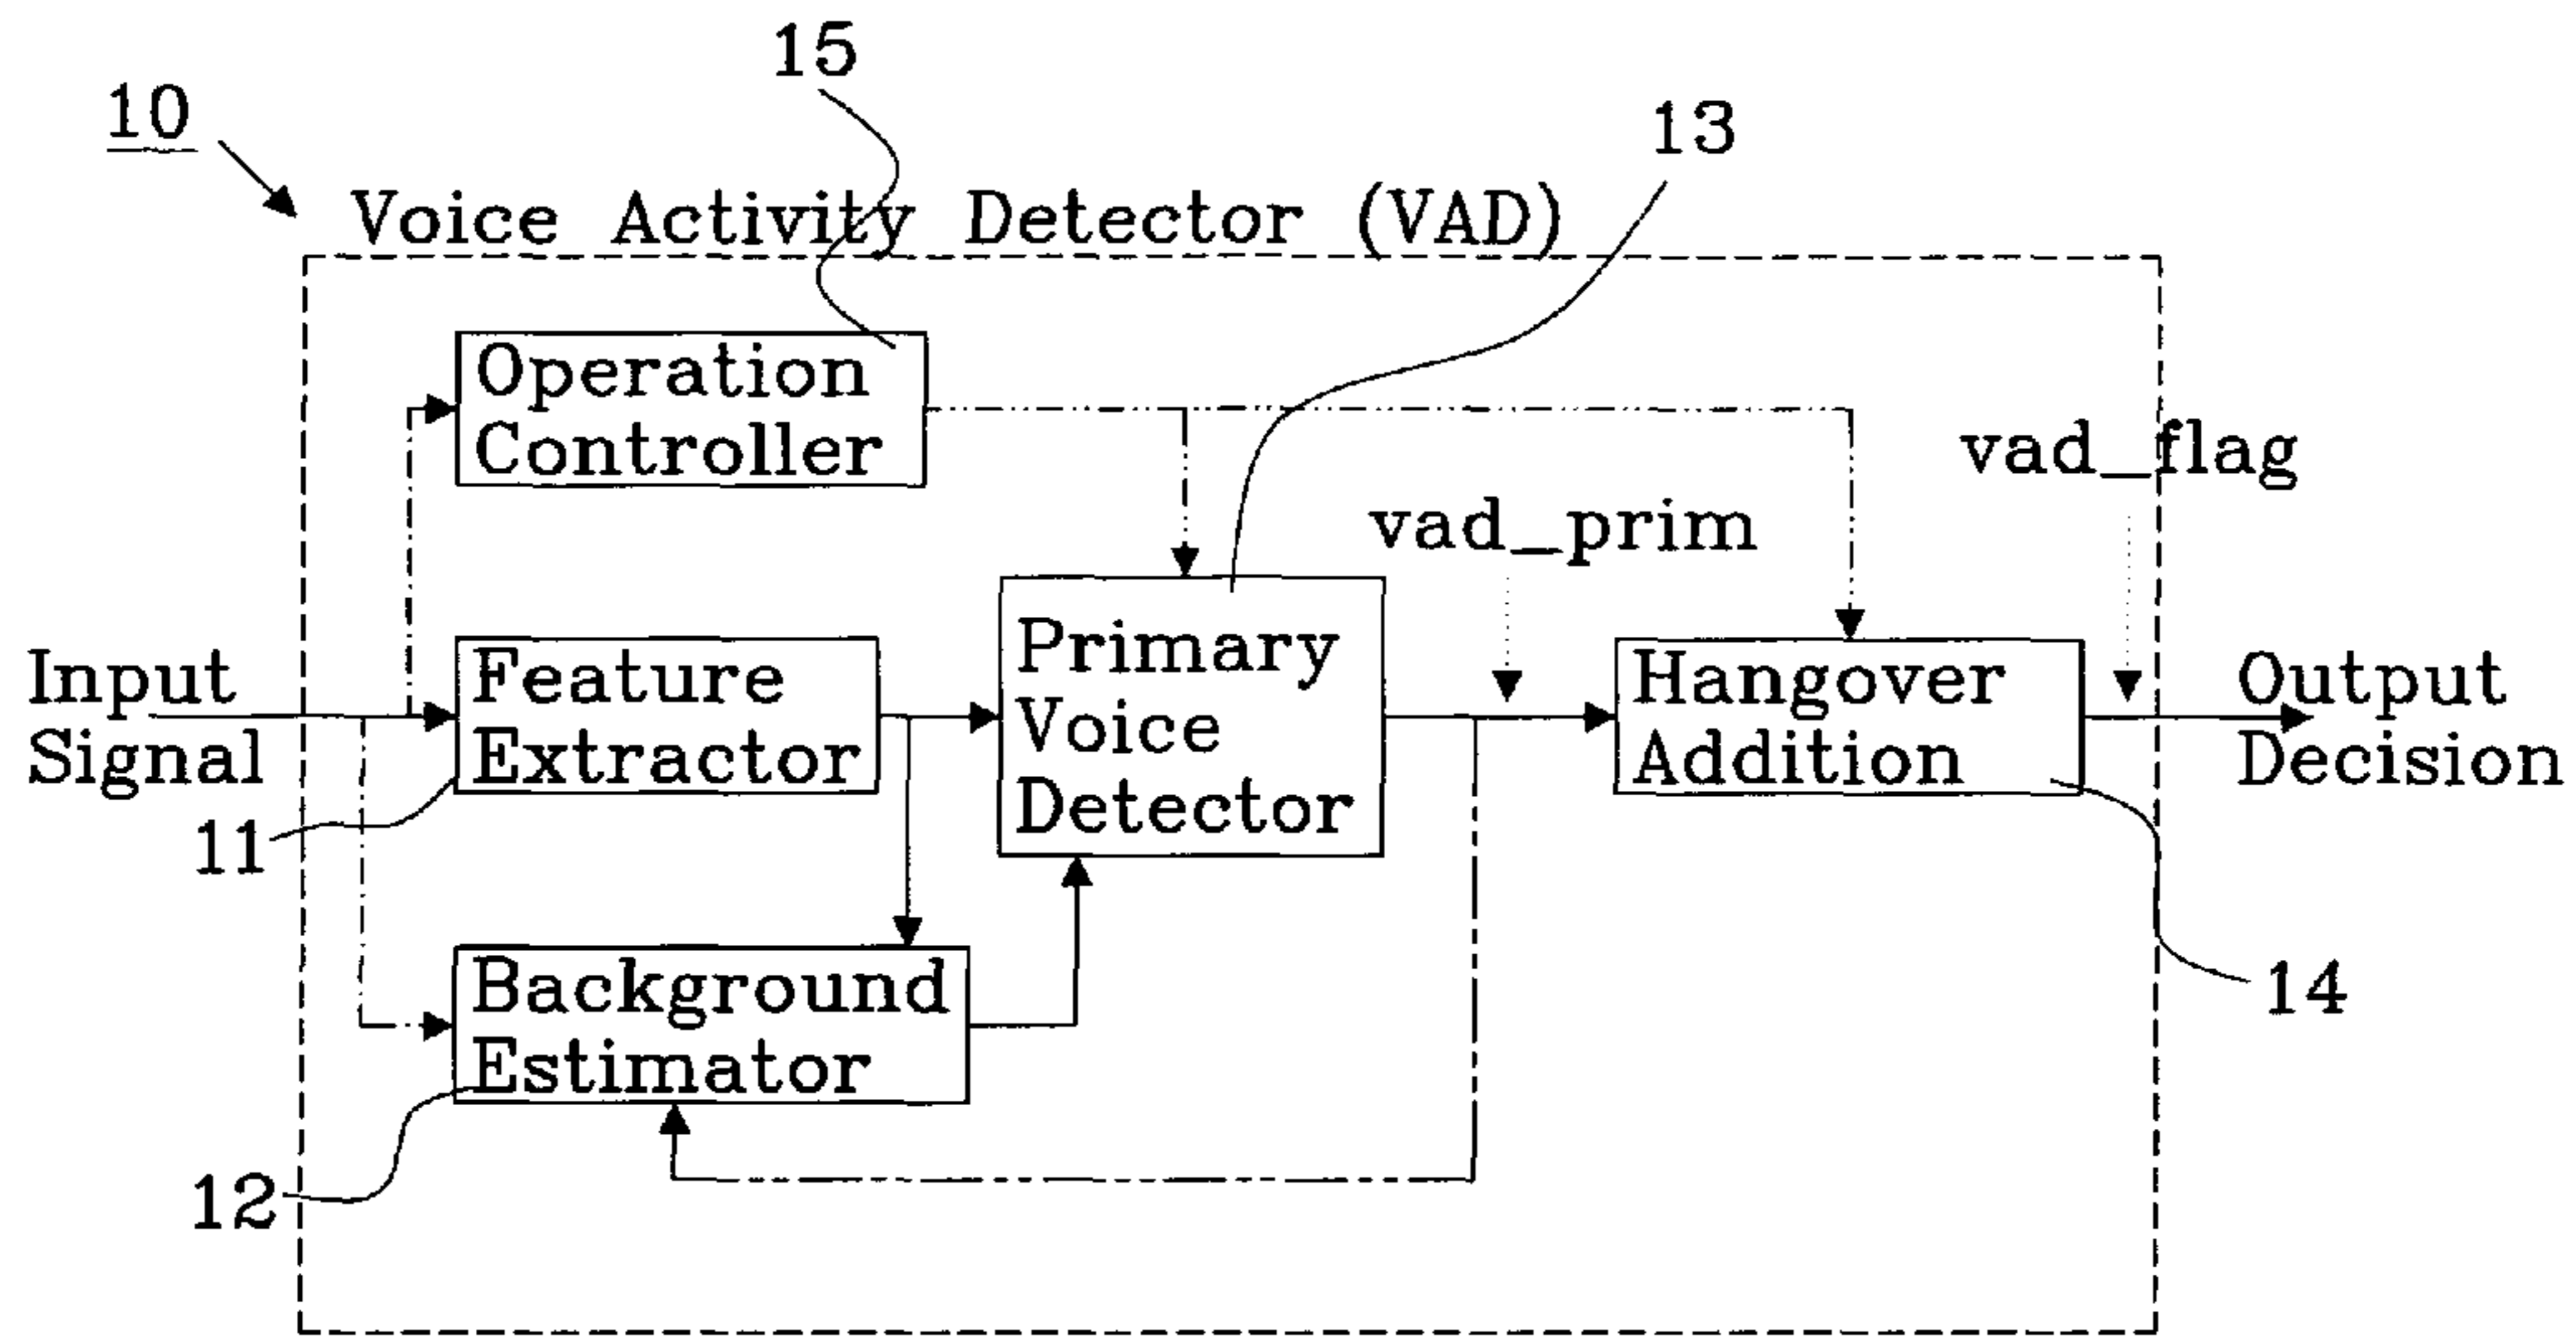 15
10
13
Voice Activity Detector (VAD)
Operation
Controller
vad_flag
vad_prim
Input
Signal
Feature
Extractor
Primary
Voice
Detector
Hangover
Addition
Output
Decision
11
Background
Estimator
14
12